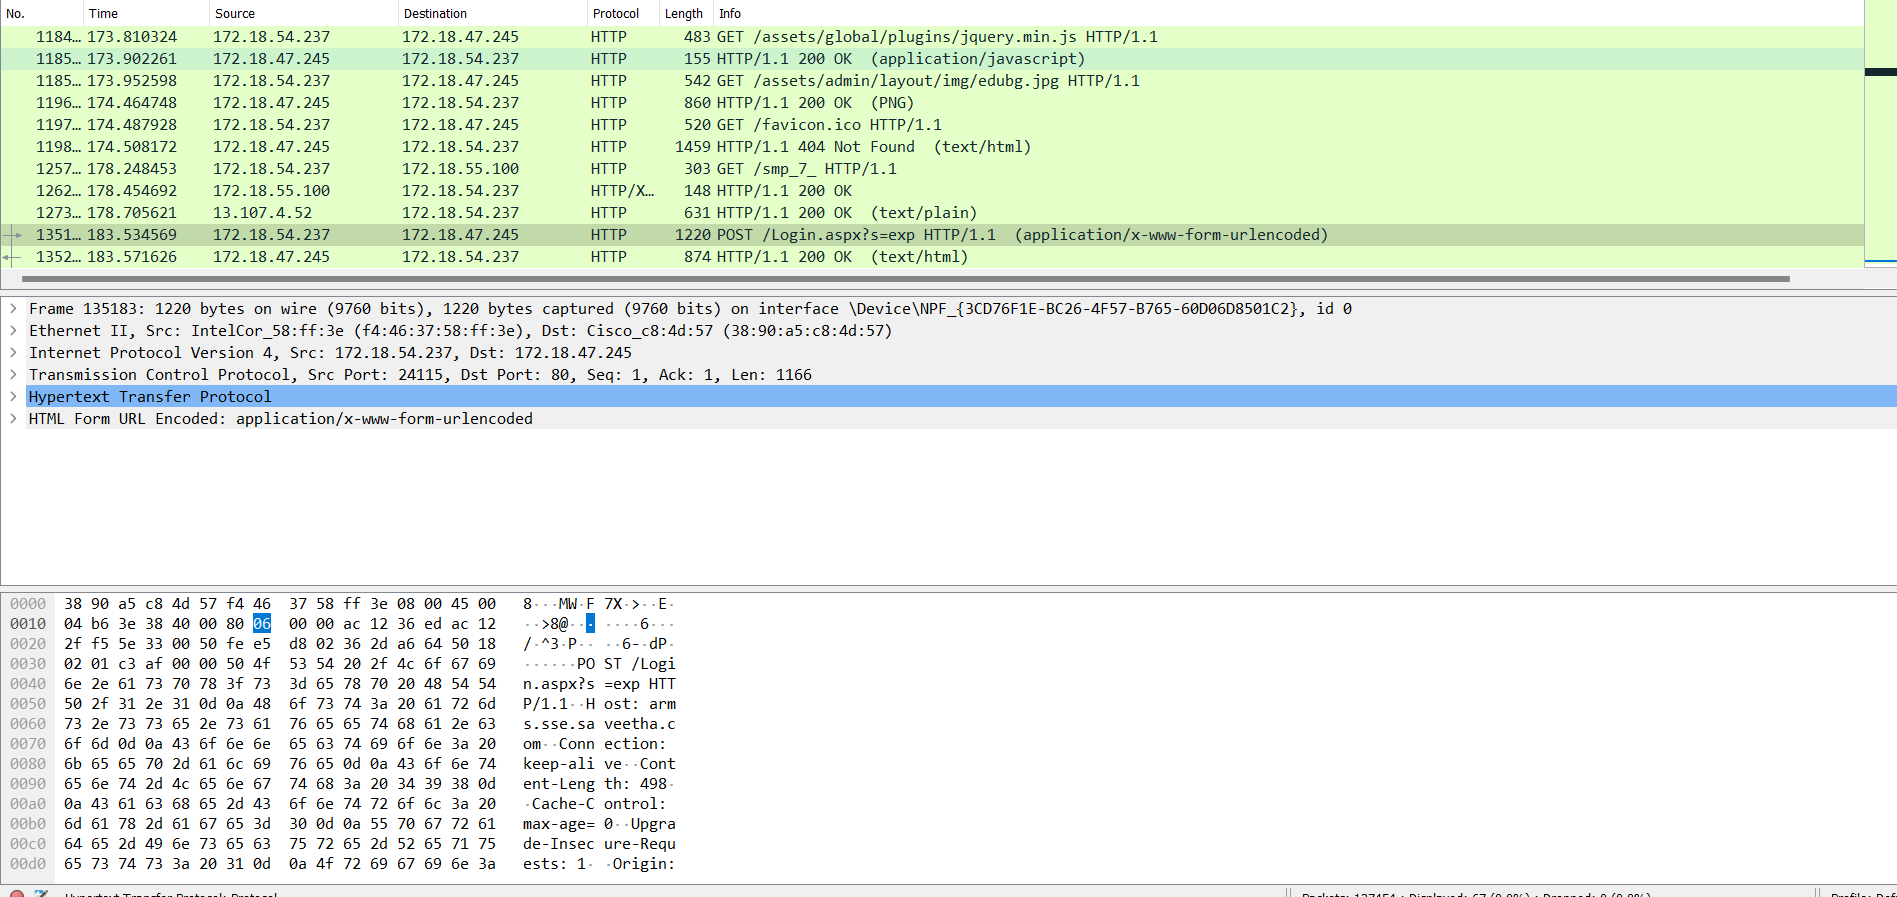 No. Time Source Destination Protocol Length Info
1184… 173.810324 172.18.54.237 172.18.47.245 HTTP 483 GET /assets/global/plugins/jquery.min.js HTTP/1.1
1185… 173.902261 172.18.47.245 172.18.54.237 HTTP 155 HTTP/1.1 200 OK (application/javascript)
1185… 173.952598 172.18.54.237 172.18.47.245 HTTP 542 GET /assets/admin/layout/img/edubg.jpg HTTP/1.1
1196… 174.464748 172.18.47.245 172.18.54.237 HTTP 860 HTTP/1.1 200 OK (PNG)
1197… 174.487928 172.18.54.237 172.18.47.245 HTTP 520 GET /favicon.ico HTTP/1.1
1198… 174.508172 172.18.47.245 172.18.54.237 HTTP 1459 HTTP/1.1 404 Not Found (text/html)
1257… 178.248453 172.18.54.237 172.18.55.100 HTTP 303 GET /smp_7_ HTTP/1.1
1262… 178.454692 172.18.55.100 172.18.54.237 HTTP/X… 148 HTTP/1.1 200 OK
1273… 178.705621 13.107.4.52 172.18.54.237 HTTP 631 HTTP/1.1 200 OK (text/plain)
1351… 183.534569 172.18.54.237 172.18.47.245 HTTP 1220 POST /Login.aspx?s=exp HTTP/1.1 (application/x-www-form-urlencoded)
1352… 183.571626 172.18.47.245 172.18.54.237 HTTP 874 HTTP/1.1 200 OK (text/html)
Frame 135183: 1220 bytes on wire (9760 bits), 1220 bytes captured (9760 bits) on interface \Device\NPF_{3CD76F1E-BC26-4F57-B765-60D06D8501C2}, id 0
Ethernet II, Src: IntelCor_58:ff:3e (f4:46:37:58:ff:3e), Dst: Cisco_c8:4d:57 (38:90:a5:c8:4d:57)
Internet Protocol Version 4, Src: 172.18.54.237, Dst: 172.18.47.245
Transmission Control Protocol, Src Port: 24115, Dst Port: 80, Seq: 1, Ack: 1, Len: 1166
Hypertext Transfer Protocol
HTML Form URL Encoded: application/x-www-form-urlencoded
0000 38 90 a5 c8 4d 57 f4 46 37 58 ff 3e 08 00 45 00 8···MW·F 7X·>··E·
0010 04 b6 3e 38 40 00 80 06 00 00 ac 12 36 ed ac 12 ··>8@··· ····6···
0020 2f f5 5e 33 00 50 fe e5 d8 02 36 2d a6 64 50 18 /·^3·P·· ··6-·dP·
0030 02 01 c3 af 00 00 50 4f 53 54 20 2f 4c 6f 67 69 ······PO ST /Logi
0040 6e 2e 61 73 70 78 3f 73 3d 65 78 70 20 48 54 54 n.aspx?s =exp HTT
0050 50 2f 31 2e 31 0d 0a 48 6f 73 74 3a 20 61 72 6d P/1.1··H ost: arm
0060 73 2e 73 73 65 2e 73 61 76 65 65 74 68 61 2e 63 s.sse.sa veetha.c
0070 6f 6d 0d 0a 43 6f 6e 6e 65 63 74 69 6f 6e 3a 20 om··Conn ection:
0080 6b 65 65 70 2d 61 6c 69 76 65 0d 0a 43 6f 6e 74 keep-ali ve··Cont
0090 65 6e 74 2d 4c 65 6e 67 74 68 3a 20 34 39 38 0d ent-Leng th: 498·
00a0 0a 43 61 63 68 65 2d 43 6f 6e 74 72 6f 6c 3a 20 ·Cache-C ontrol:
00b0 6d 61 78 2d 61 67 65 3d 30 0d 0a 55 70 67 72 61 max-age= 0··Upgra
00c0 64 65 2d 49 6e 73 65 63 75 72 65 2d 52 65 71 75 de-Insec ure-Requ
00d0 65 73 74 73 3a 20 31 0d 0a 4f 72 69 67 69 6e 3a ests: 1· ·Origin: